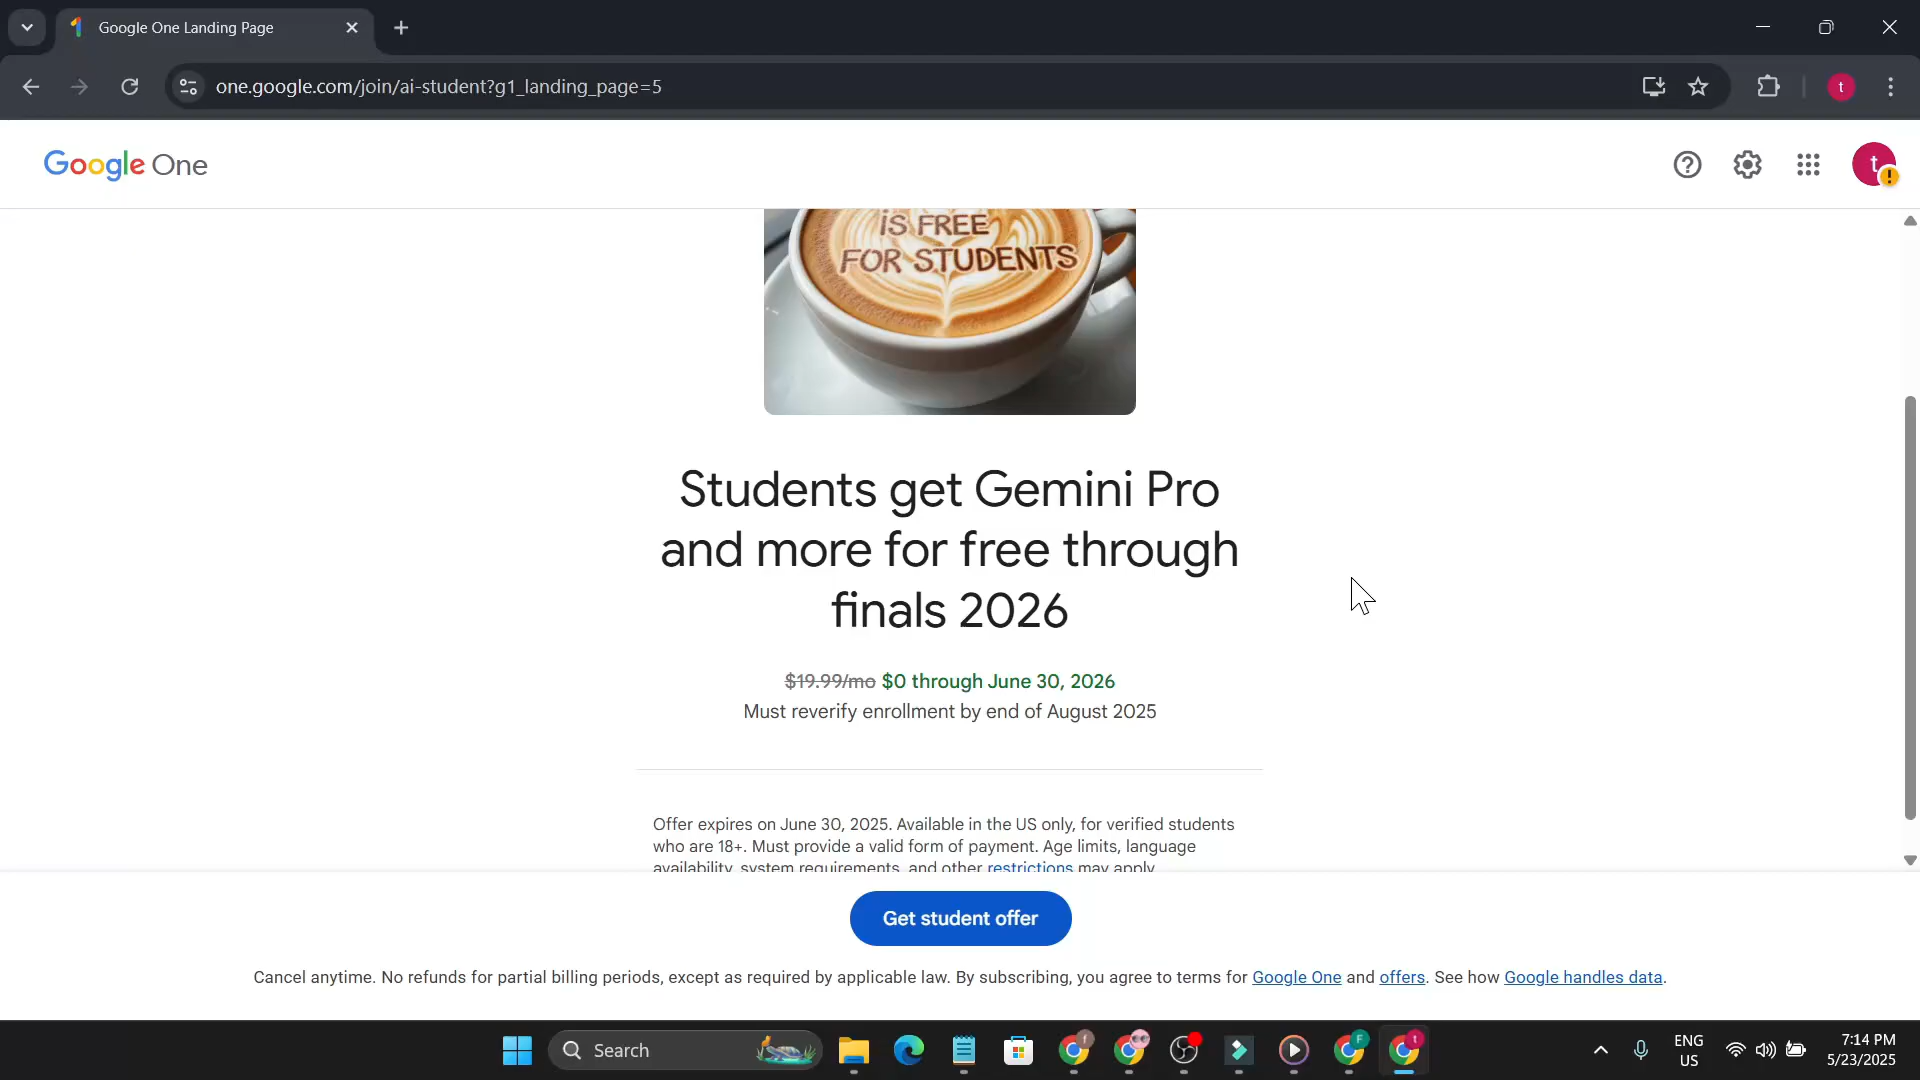 Google One Landing Page
one.google.com/join/ai-student?g1_landing_page=5
t
Google One
t
IS FREE
FOR STUDENTS
Students get Gemini Pro
and more for free through
finals 2026
$19.99/mo $0 through June 30, 2026
Must reverify enrollment by end of August 2025
Offer expires on June 30, 2025. Available in the US only, for verified students
who are 18+. Must provide a valid form of payment. Age limits, language
availability, system requirements, and other restrictions may apply.
Get student offer
Cancel anytime. No refunds for partial billing periods, except as required by applicable law. By subscribing, you agree to terms for Google One and offers. See how Google handles data.
Search
f
F
t
ENG
US
7:14 PM
5/23/2025